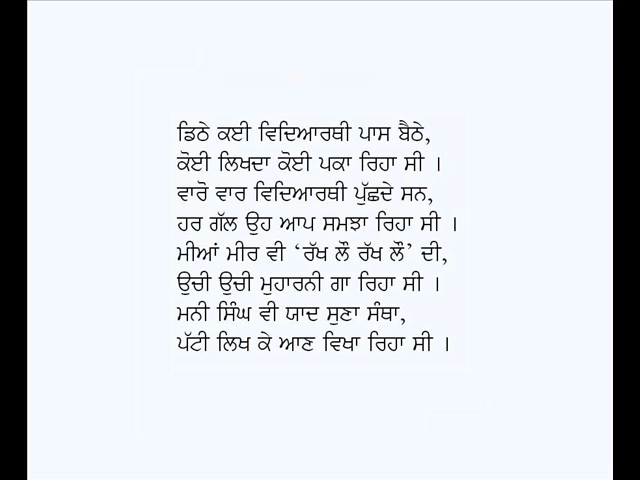 ਡਿਠੇ ਕਈ ਵਿਦਿਆਰਥੀ ਪਾਸ ਬੈਠੇ,
ਕੋਈ ਲਿਖਦਾ ਕੋਈ ਪਕਾ ਰਿਹਾ ਸੀ ।
ਵਾਰੋ ਵਾਰ ਵਿਦਿਆਰਥੀ ਪੁੱਛਦੇ ਸਨ,
ਹਰ ਗੱਲ ਉਹ ਆਪ ਸਮਝਾ ਰਿਹਾ ਸੀ ।
ਮੀਆਂ ਮੀਰ ਵੀ ‘ਰੱਖ ਲੌ ਰੱਖ ਲੌ’ ਦੀ,
ਉਚੀ ਉਚੀ ਮੁਹਾਰਨੀ ਗਾ ਰਿਹਾ ਸੀ ।
ਮਨੀ ਸਿੰਘ ਵੀ ਯਾਦ ਸੁਣਾ ਸੰਥਾ,
ਪੱਟੀ ਲਿਖ ਕੇ ਆਣ ਵਿਖਾ ਰਿਹਾ ਸੀ ।